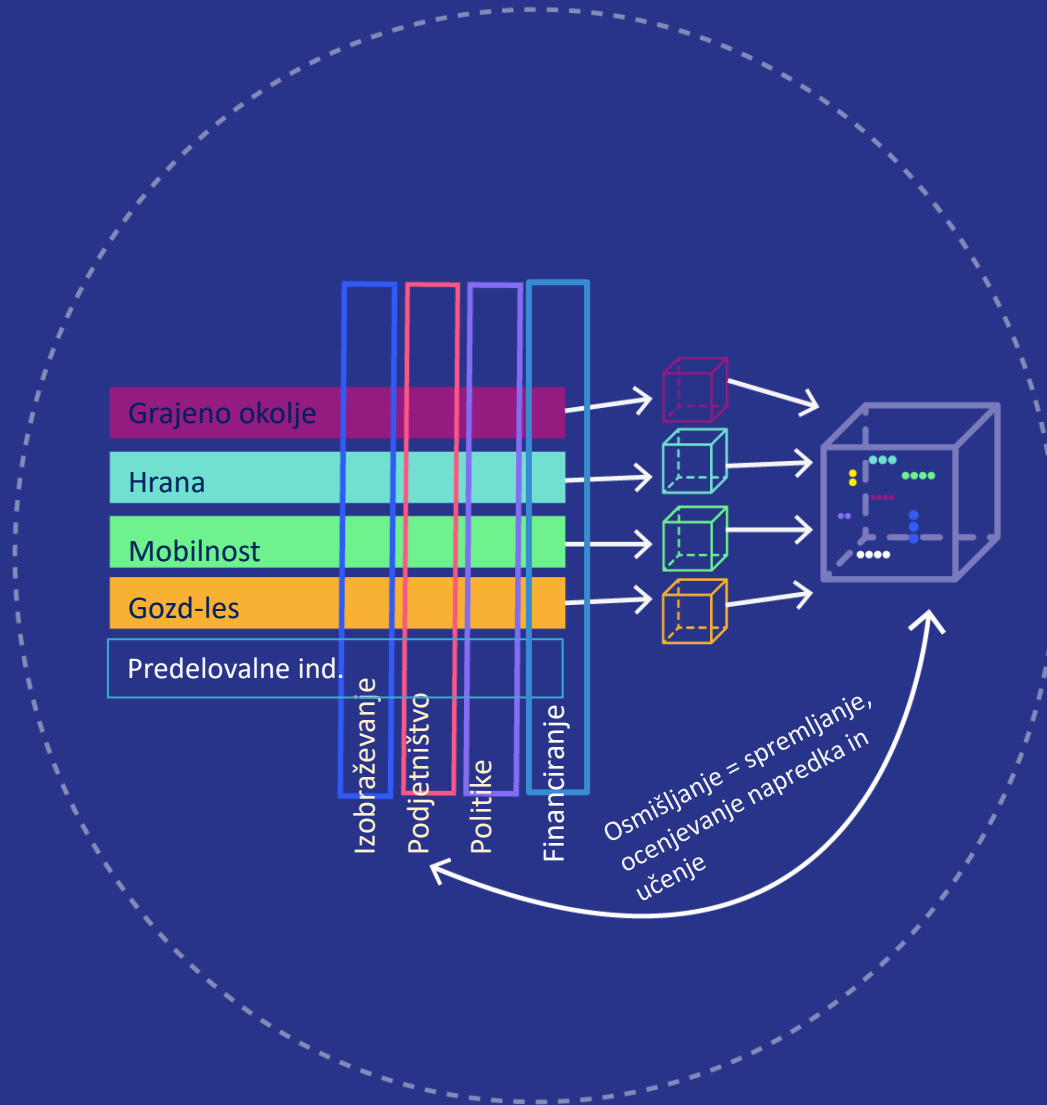 Grajeno okolje
Hrana
Mobilnost
Gozd-les
Predelovalne ind.
Izobraževanje
Podjetništvo
Politike
Financiranje
Osmišljanje = spremljanje,
ocenjevanje napredka in
učenje